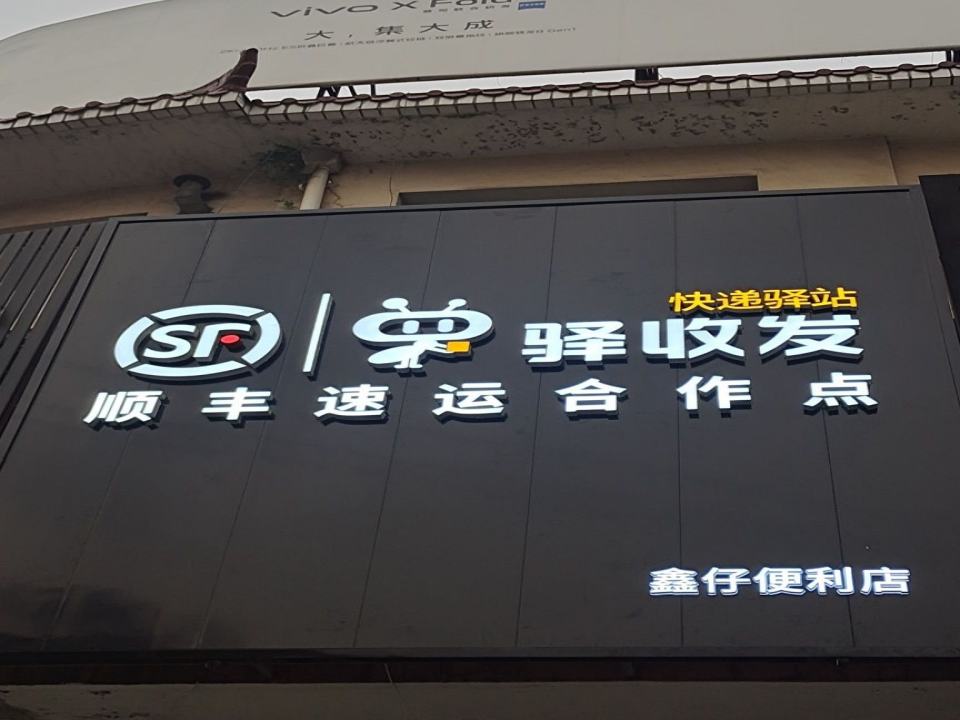 vivo X Fold
大，集大成
SF
快递驿站
驿收发
顺丰速运合作点
鑫仔便利店